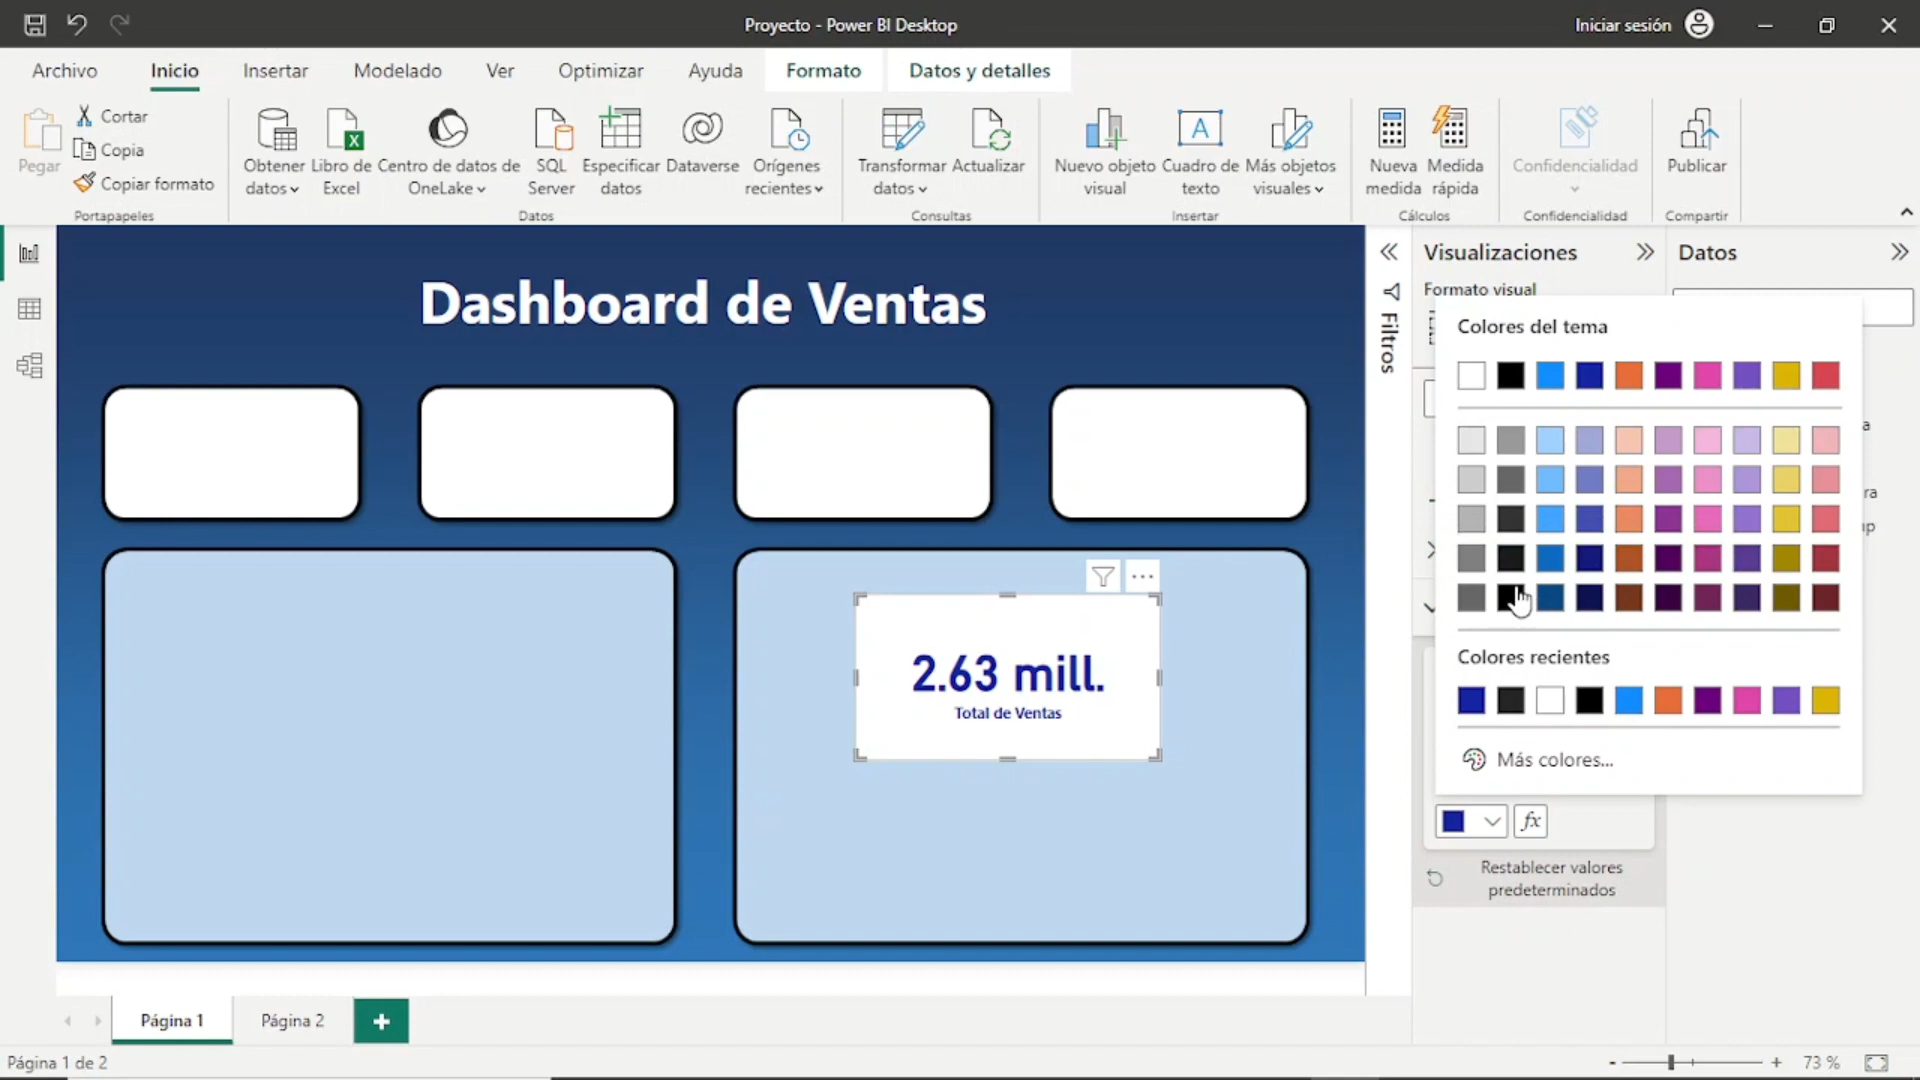 Proyecto - Power BI Desktop
Iniciar sesión
Archivo
Inicio
Insertar
Modelado
Ver
Optimizar
Ayuda
Formato
Datos y detalles
Pegar
Cortar
Copia
Copiar formato
Portapapeles
Obtener
datos
Libro de
Excel
Centro de datos de
OneLake
SQL
Server
Especificar
datos
Dataverse
Orígenes
recientes
Datos
Transformar
datos
Actualizar
Consultas
Nuevo objeto
visual
Cuadro de
texto
Más objetos
visuales
Insertar
Nueva
medida
Medida
rápida
Cálculos
Confidencialidad
Confidencialidad
Publicar
Compartir
Dashboard de Ventas
2.63 mill.
Total de Ventas
Filtros
Visualizaciones
Formato visual
Datos
Colores del tema
a
ra
ıp
Colores recientes
Más colores...
fx
Restablecer valores
predeterminados
Página 1
Página 2
Página 1 de 2
- + 73 %